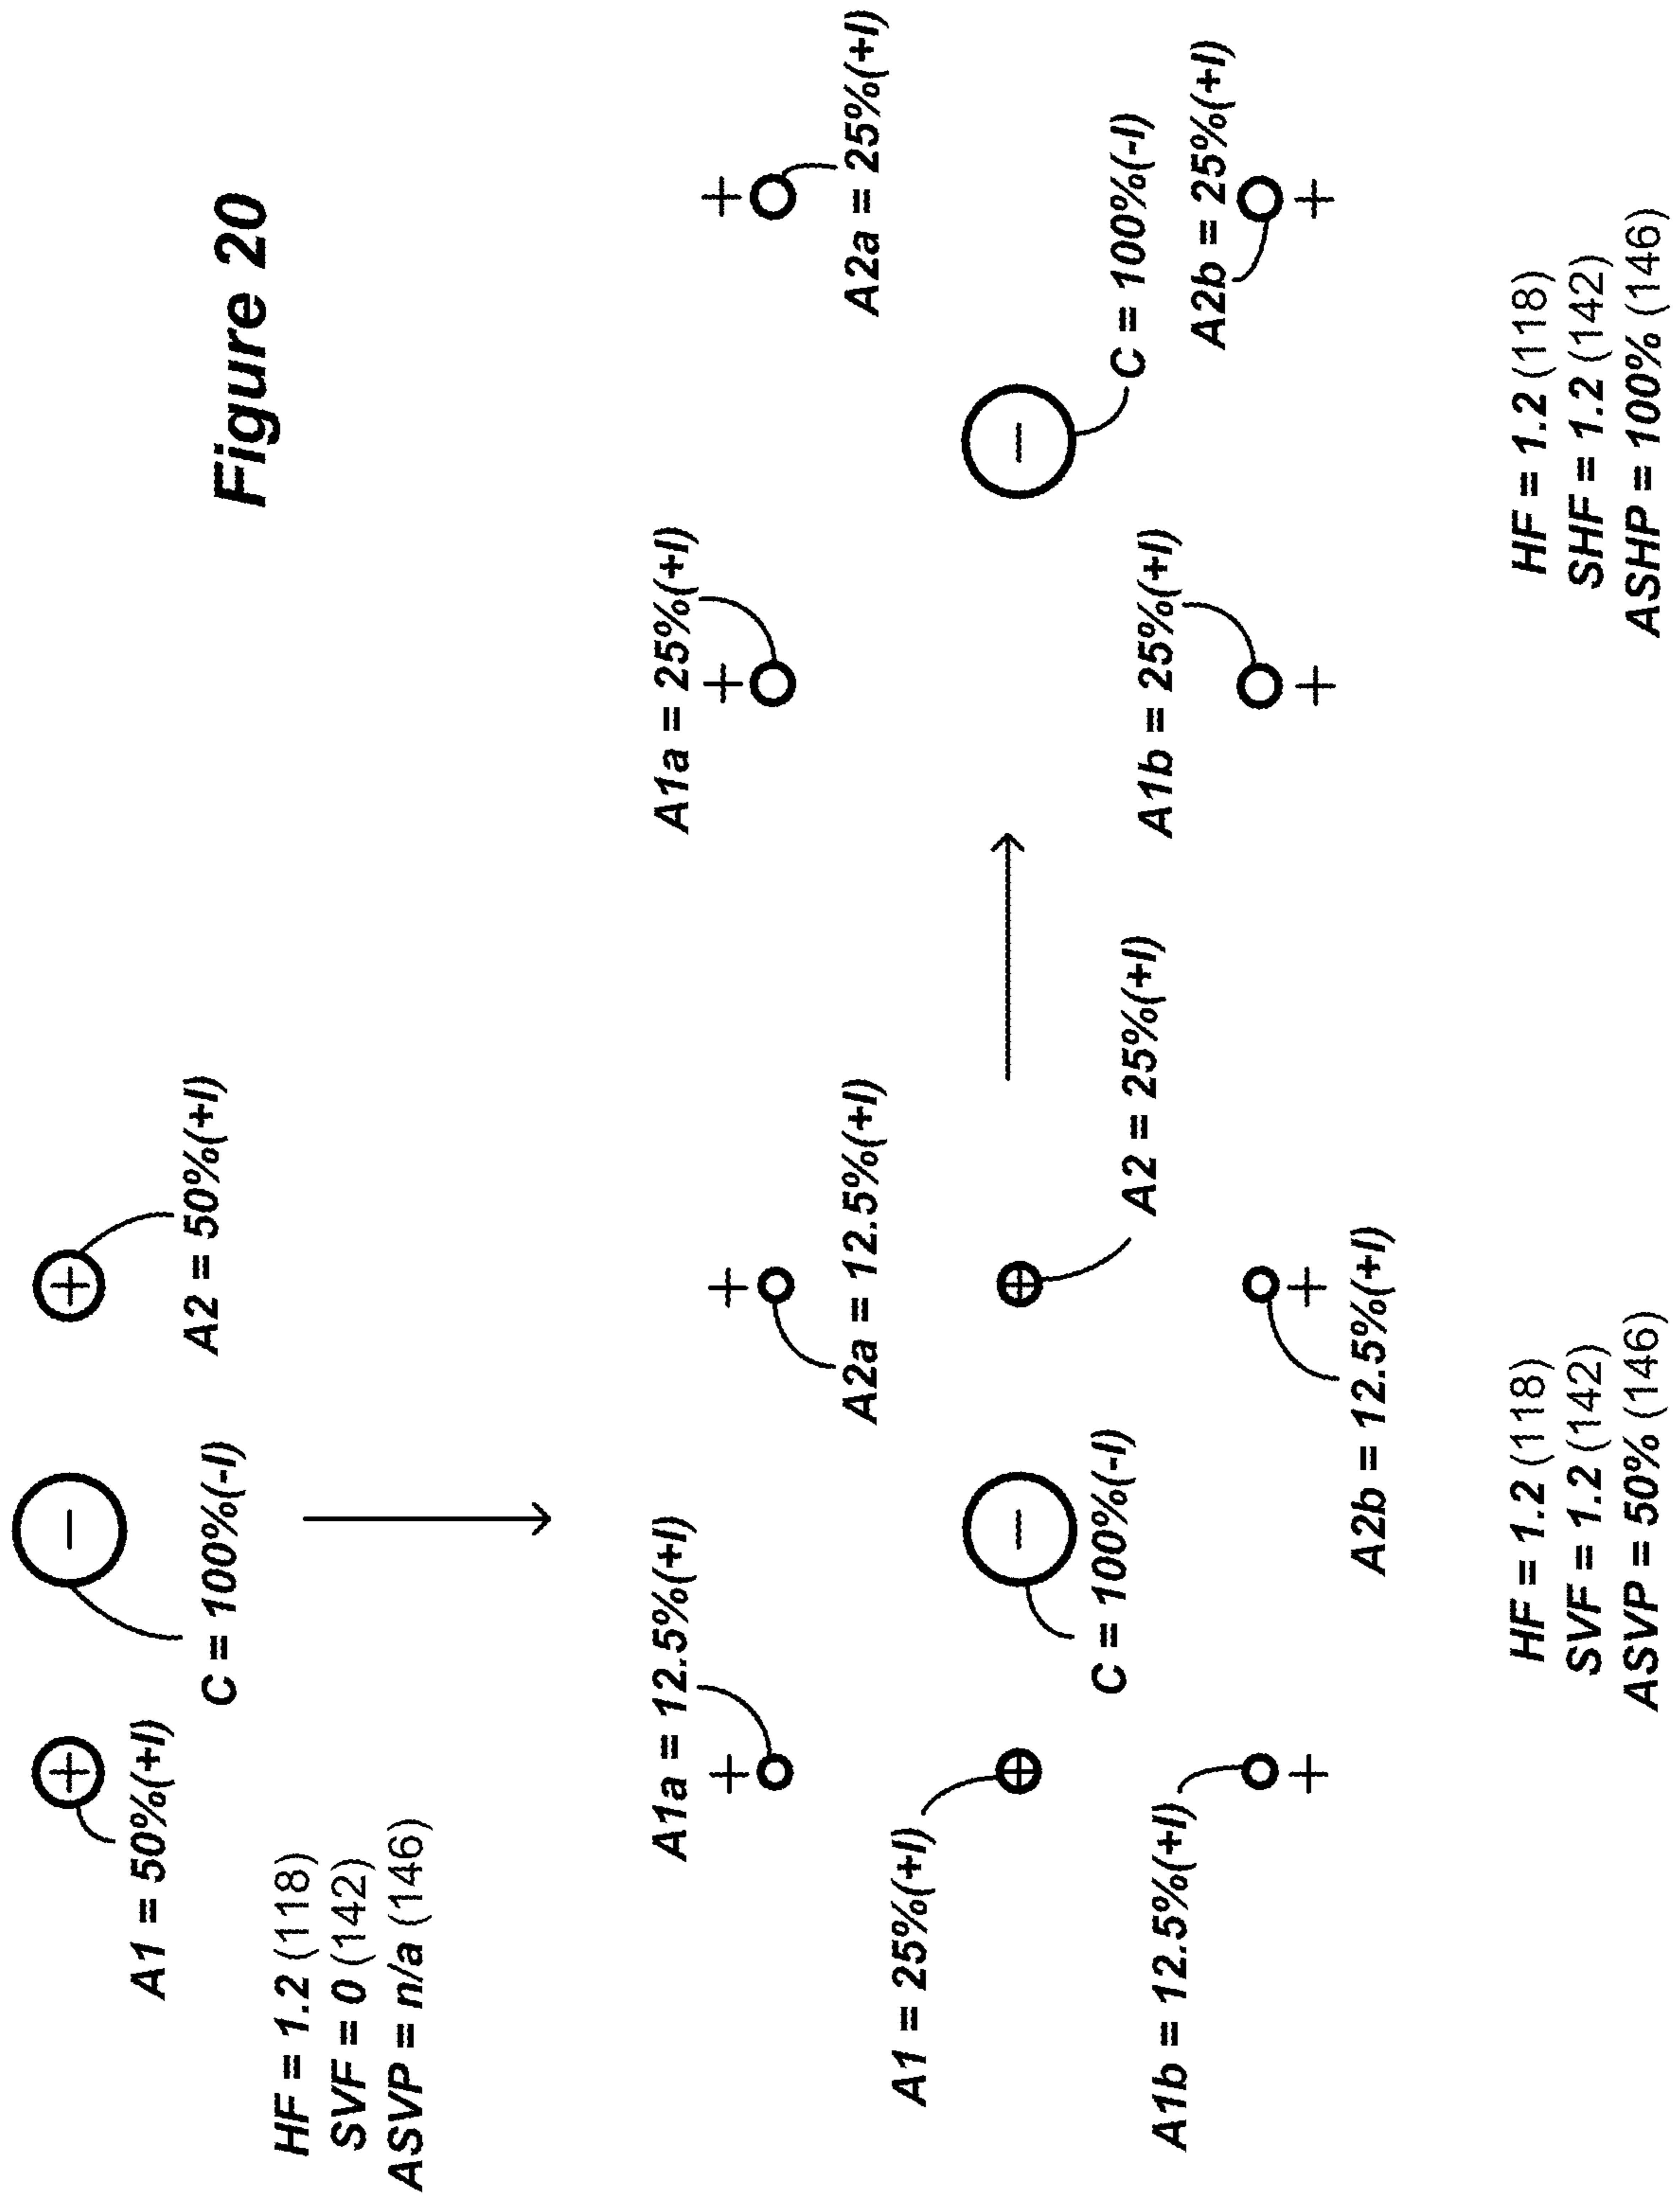 Figure 20
A1 = 50%(+I)
C = 100%(-I)
A2 = 50%(+I)
HF = 1.2 (118)
SVF = 0 (142)
ASVP = n/a (146)
A1a = 12.5%(+I)
A2a = 12.5%(+I)
A1 = 25%(+I)
C = 100%(-I)
A2 = 25%(+I)
A1b = 12.5%(+I)
A2b = 12.5%(+I)
HF = 1.2 (118)
SVF = 1.2 (142)
ASVP = 50% (146)
A1a = 25%(+I)
A2a = 25%(+I)
C = 100%(-I)
A1b = 25%(+I)
A2b = 25%(+I)
HF = 1.2 (118)
SHF = 1.2 (142)
ASHP = 100% (146)